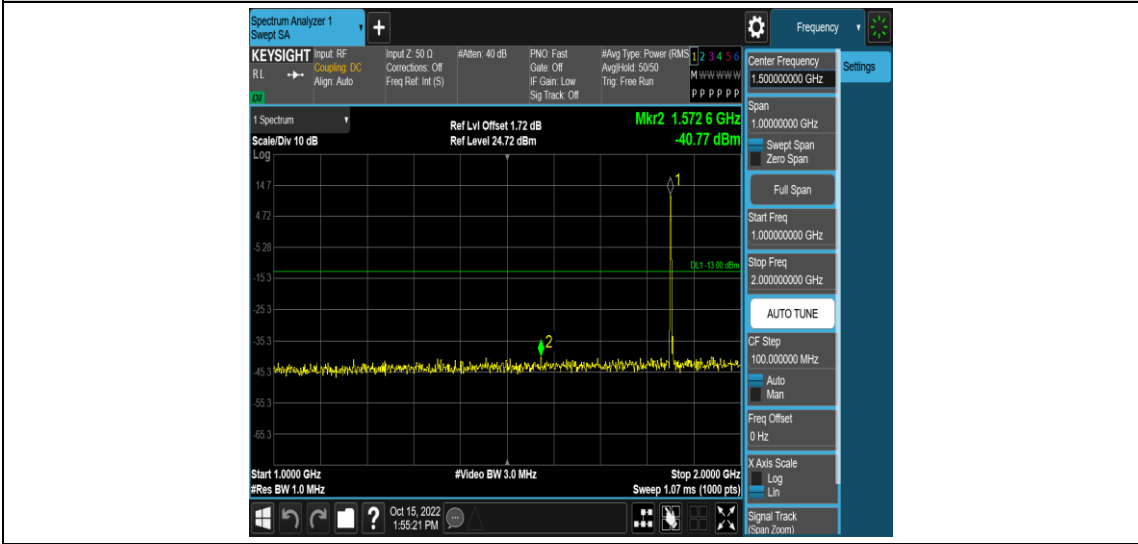 Spectrum Analyzer 1
Swept SA
+
Frequency
KEYSIGHT
RL
Input: RF
Coupling: DC
Align: Auto
Input Z: 50 Ω
Corrections: Off
Freq Ref: Int (S)
#Atten: 40 dB
PNO: Fast
Gate: Off
IF Gain: Low
Sig Track: Off
#Avg Type: Power (RMS
Avg|Hold: 50/50
Trig: Free Run
1 2 3 4 5 6
M W W W W W
P P P P P P
1 Spectrum
Scale/Div 10 dB
Log
Ref Lvl Offset 1.72 dB
Ref Level 24.72 dBm
Mkr2 1.572 6 GHz
-40.77 dBm
14.7
4.72
-5.28
-15.3
-25.3
-35.3
-45.3
-55.3
-65.3
1
DL1 -13.00 dBm
2
Start 1.0000 GHz
#Res BW 1.0 MHz
#Video BW 3.0 MHz
Stop 2.0000 GHz
Sweep 1.07 ms (1000 pts)
?
Oct 15, 2022
1:55:21 PM
Center Frequency
1.500000000 GHz
Settings
Span
1.00000000 GHz
Swept Span
Zero Span
Full Span
Start Freq
1.000000000 GHz
Stop Freq
2.000000000 GHz
AUTO TUNE
CF Step
100.000000 MHz
Auto
Man
Freq Offset
0 Hz
X Axis Scale
Log
Lin
Signal Track
(Span Zoom)